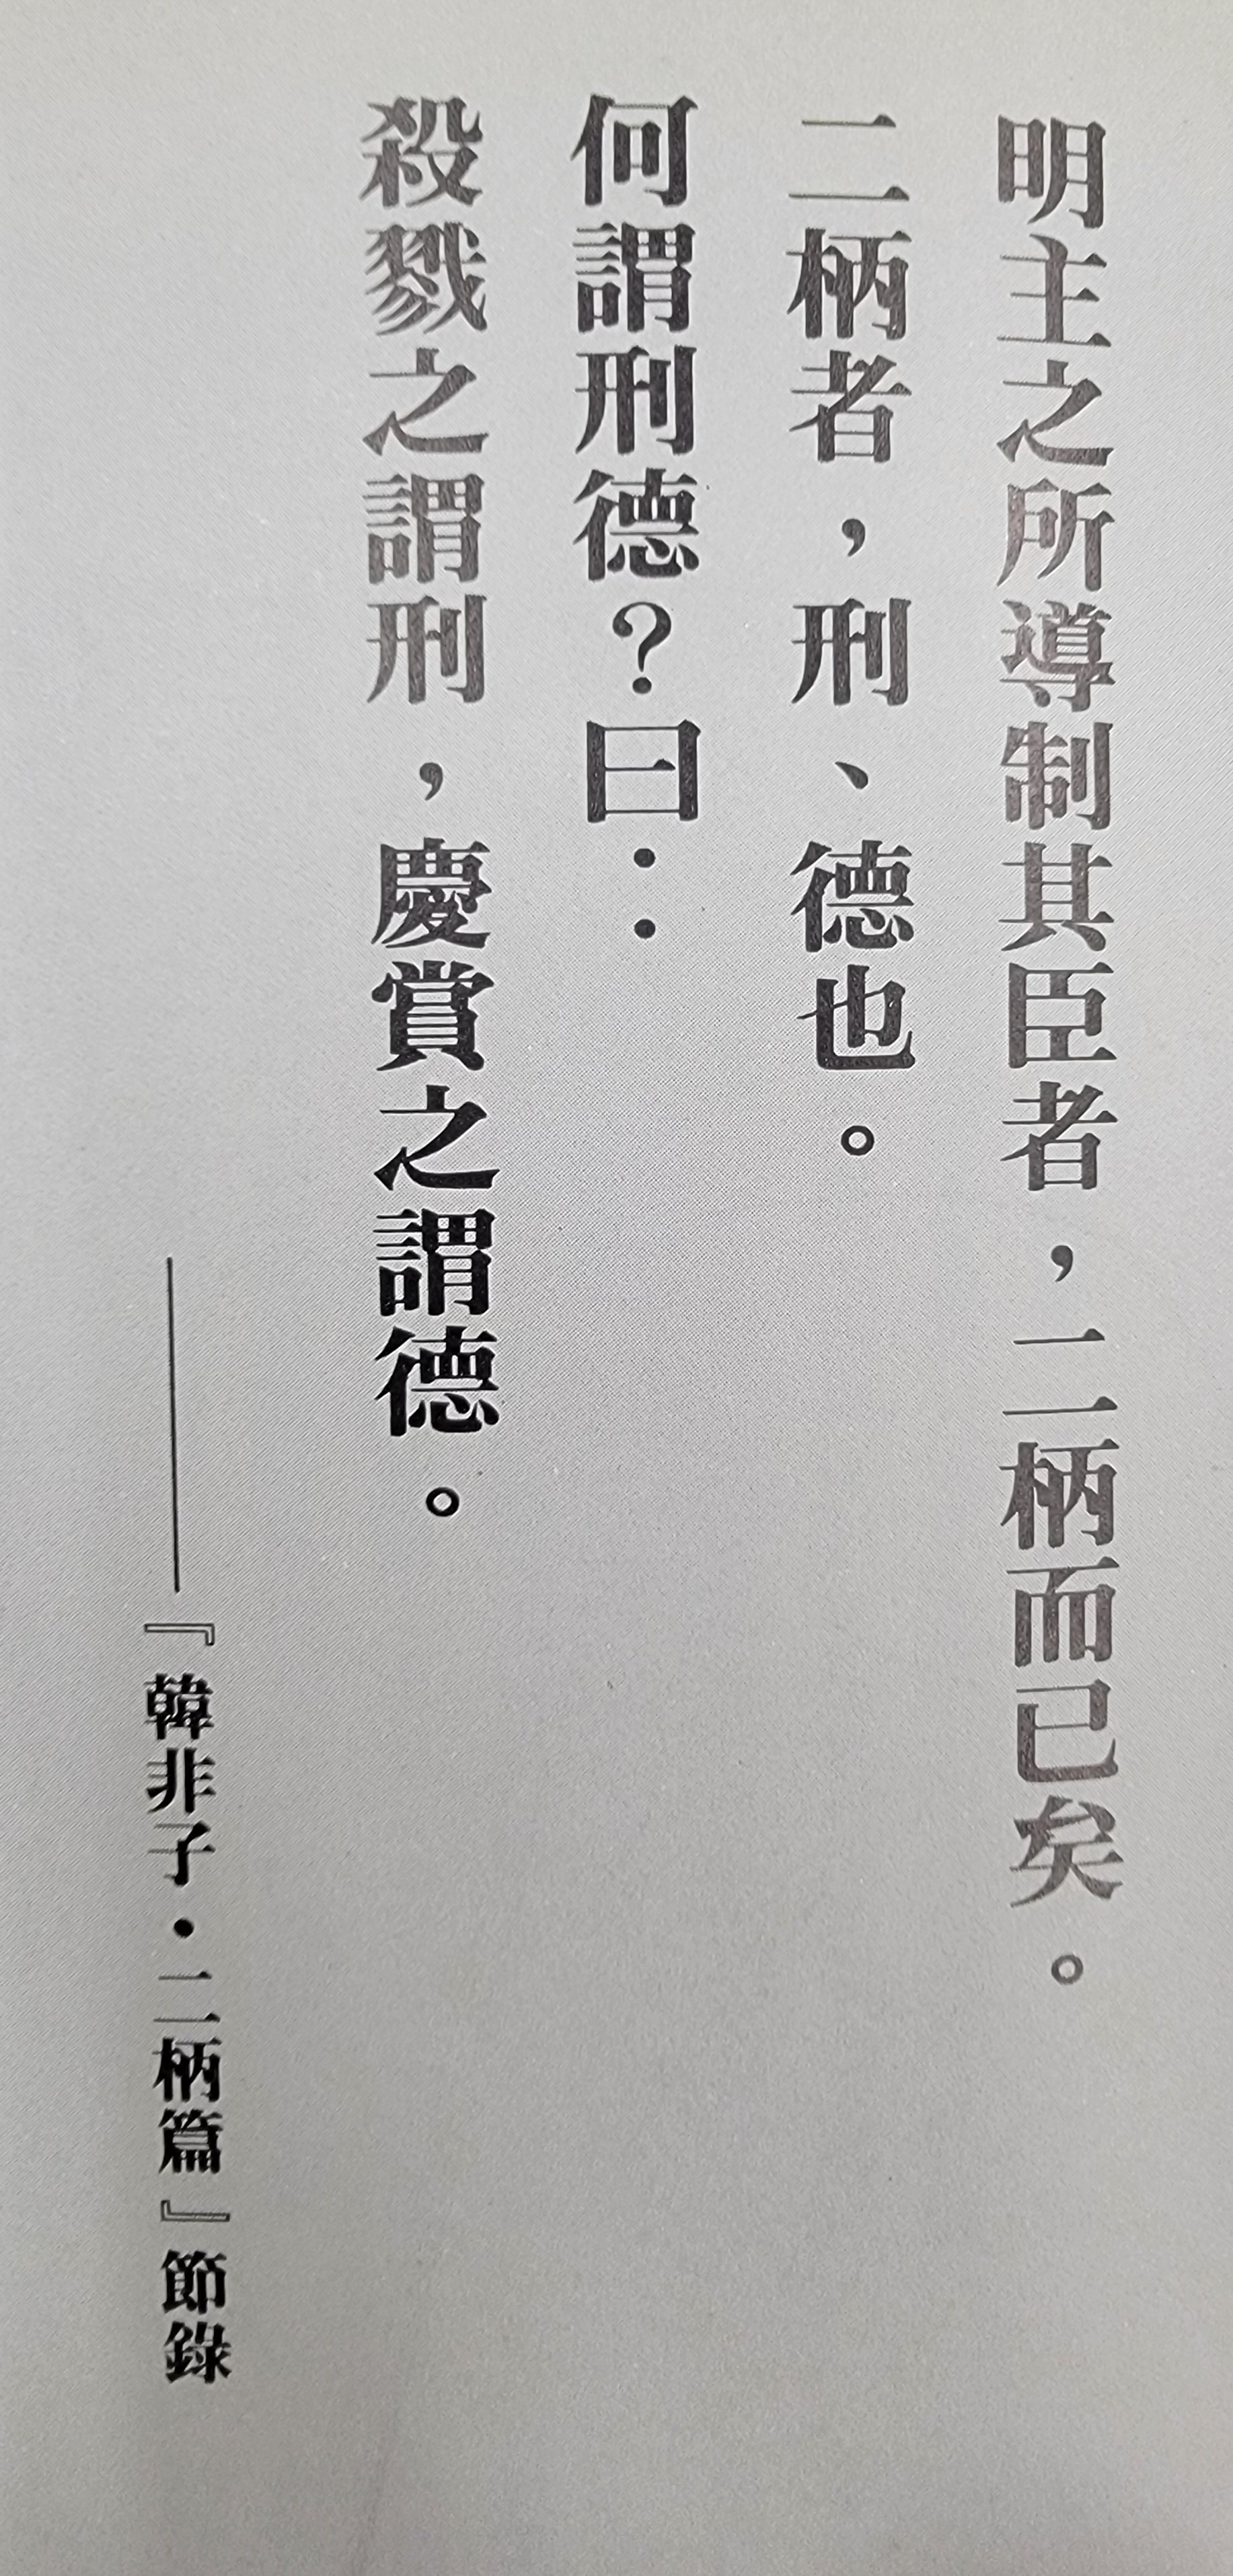 明主之所導制其臣者，二柄而已矣。
二柄者，刑、德也。
何謂刑德？曰：
殺戮之謂刑，慶賞之謂德。
——『韓非子・二柄篇』節錄